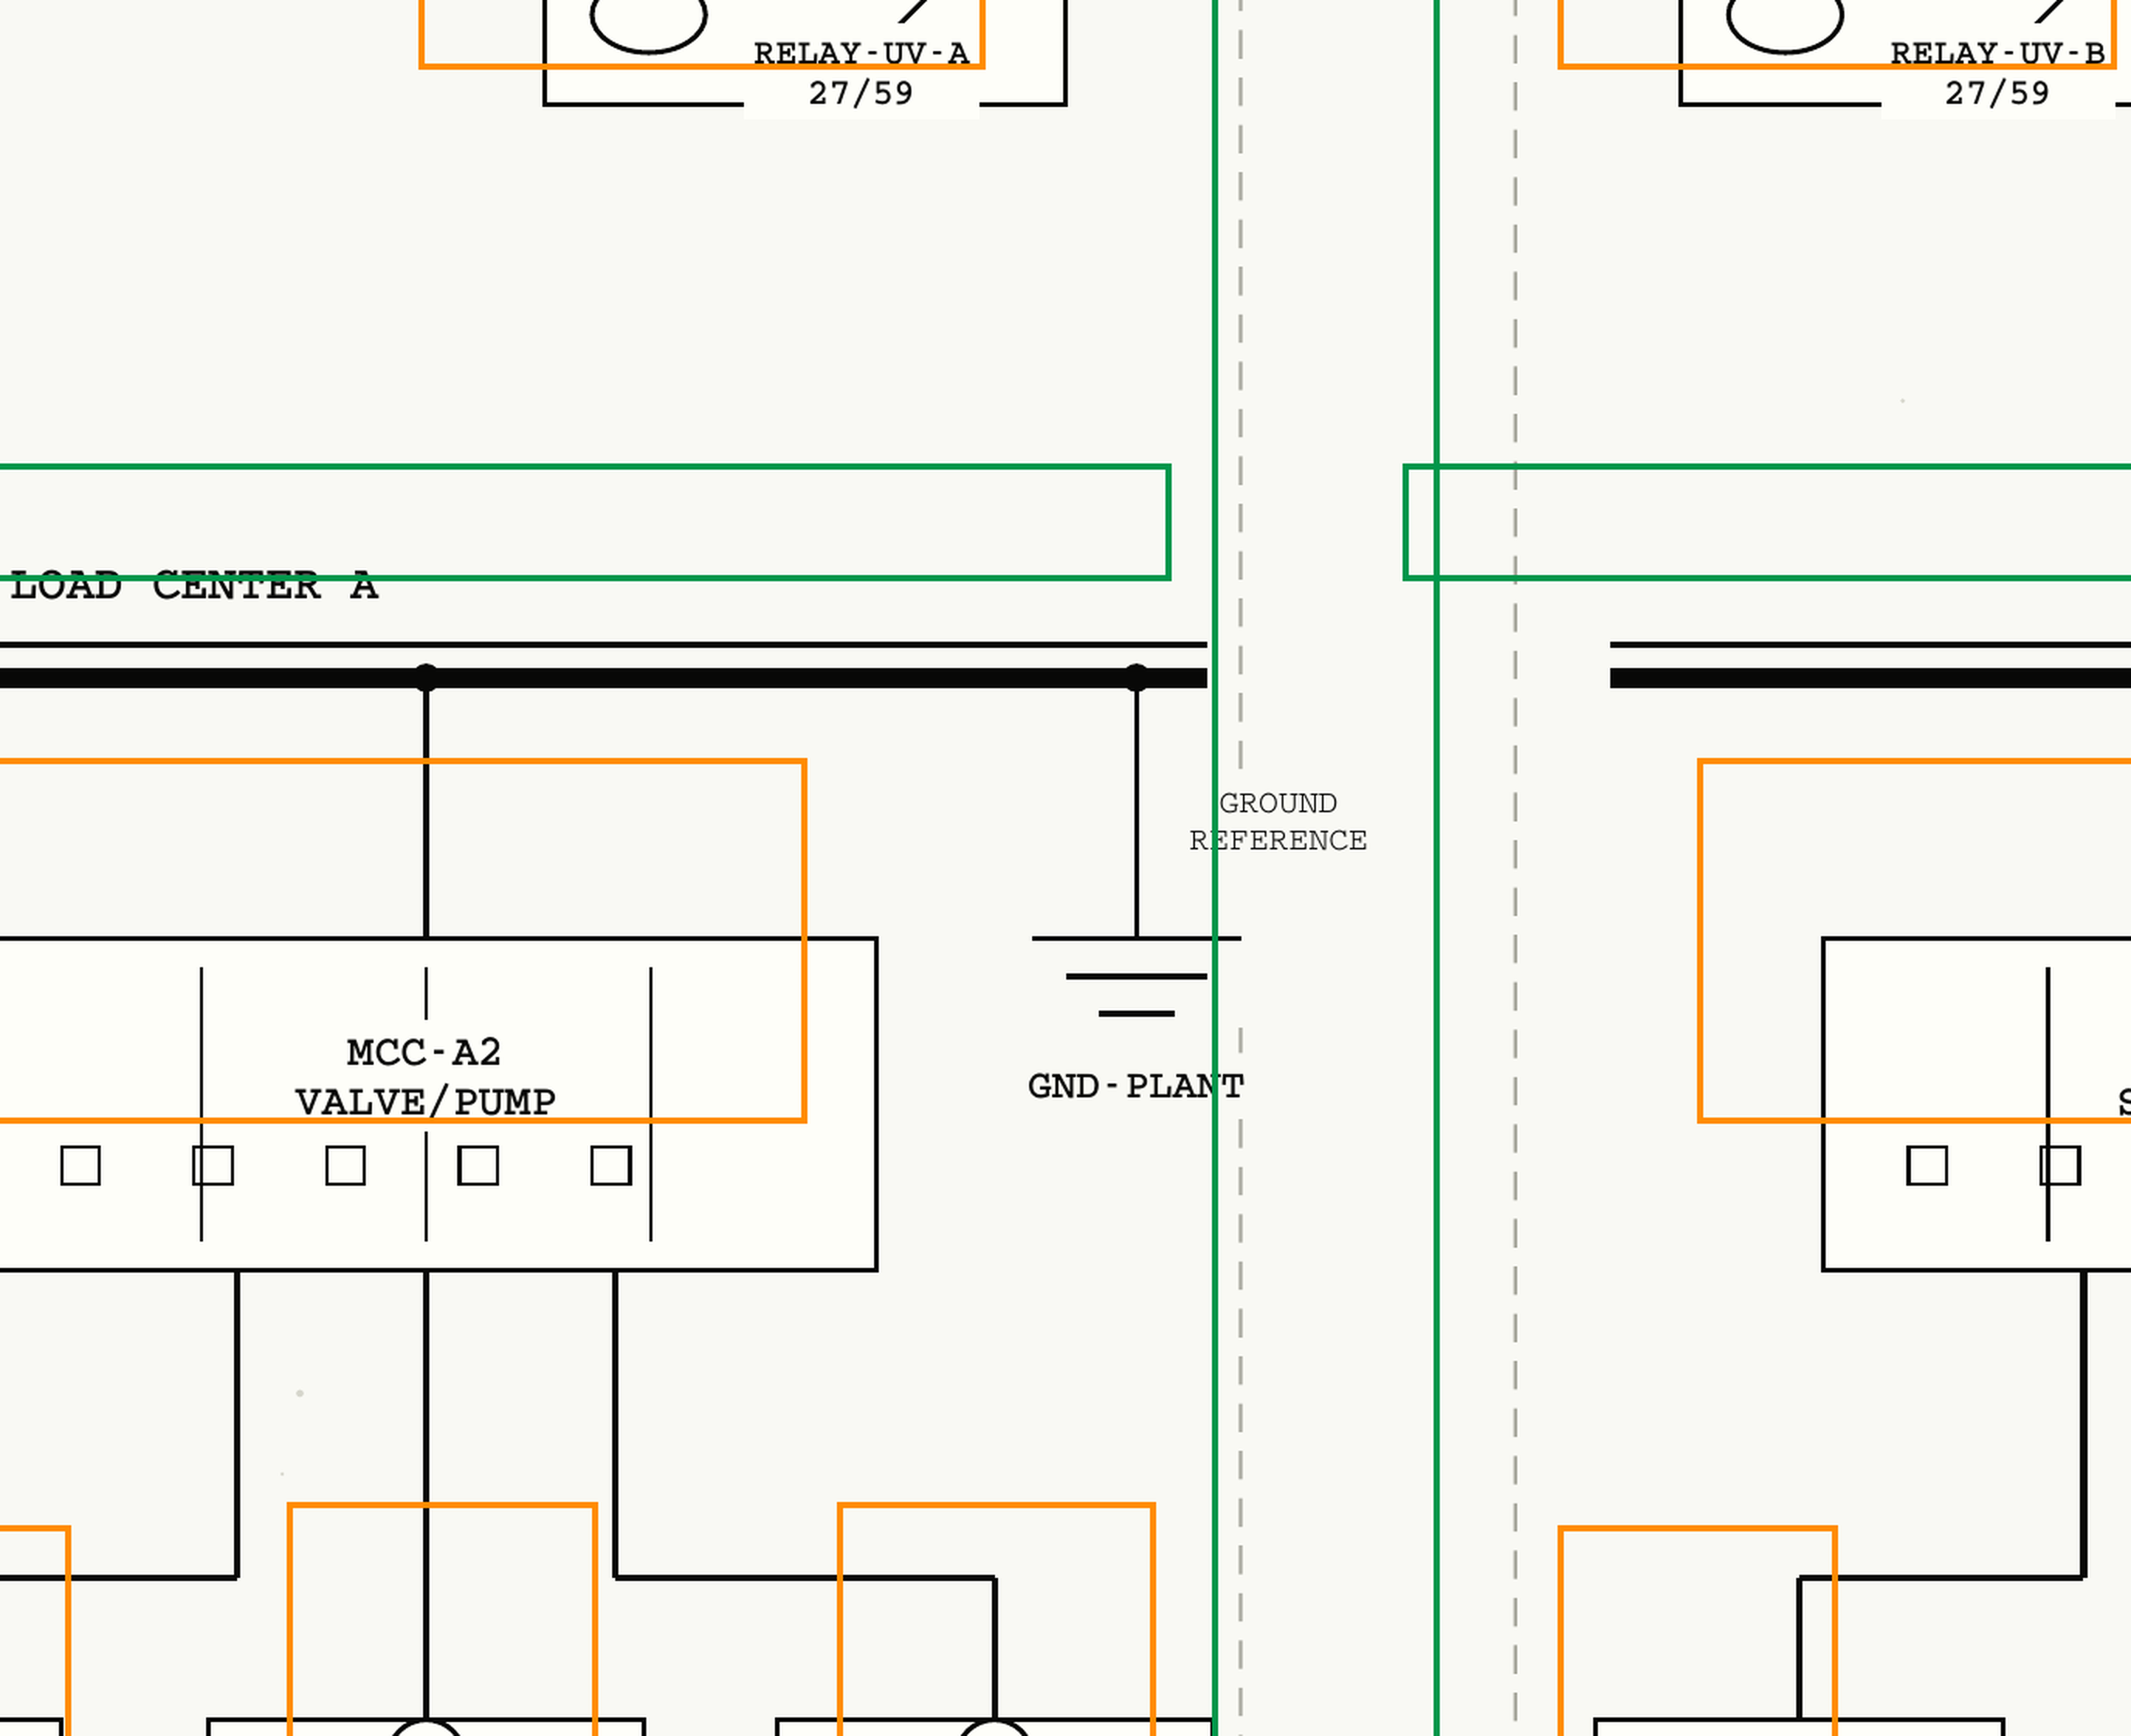 RELAY-UV-A
27/59
RELAY-UV-B
27/59
LOAD CENTER A
GROUND
REFERENCE
MCC-A2
VALVE/PUMP
GND-PLANT
S